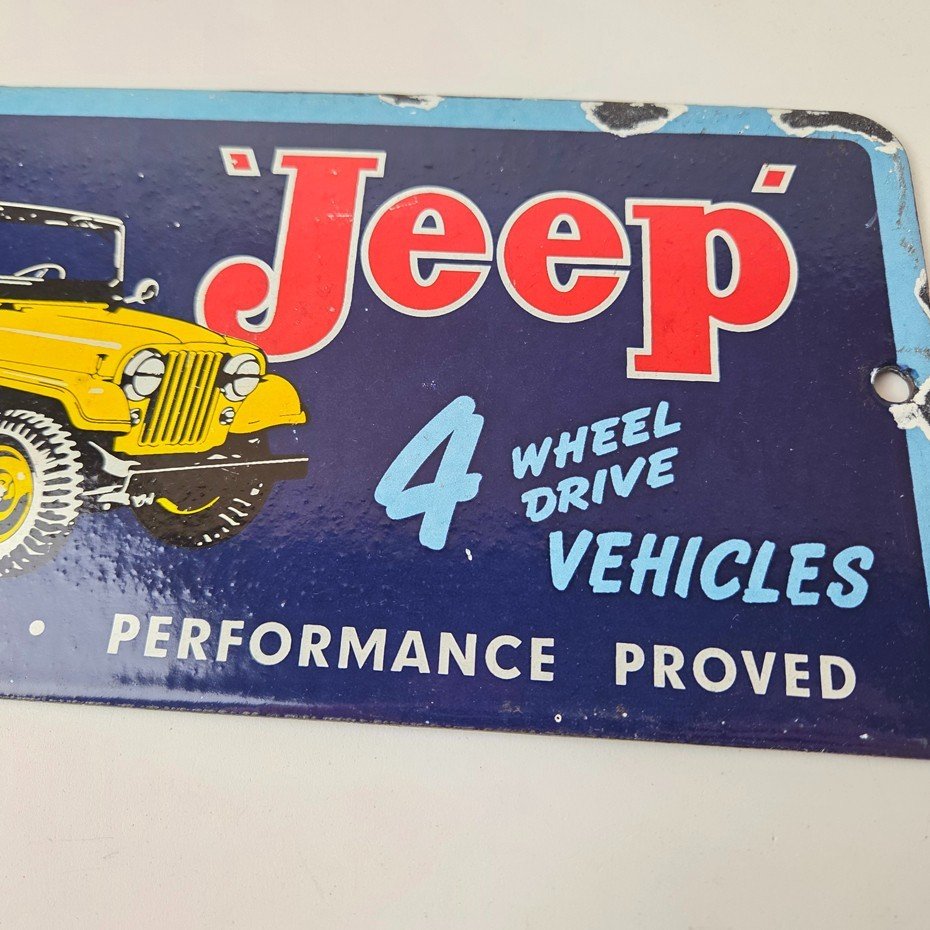 'Jeep'
4 WHEEL
DRIVE
VEHICLES
• PERFORMANCE PROVED